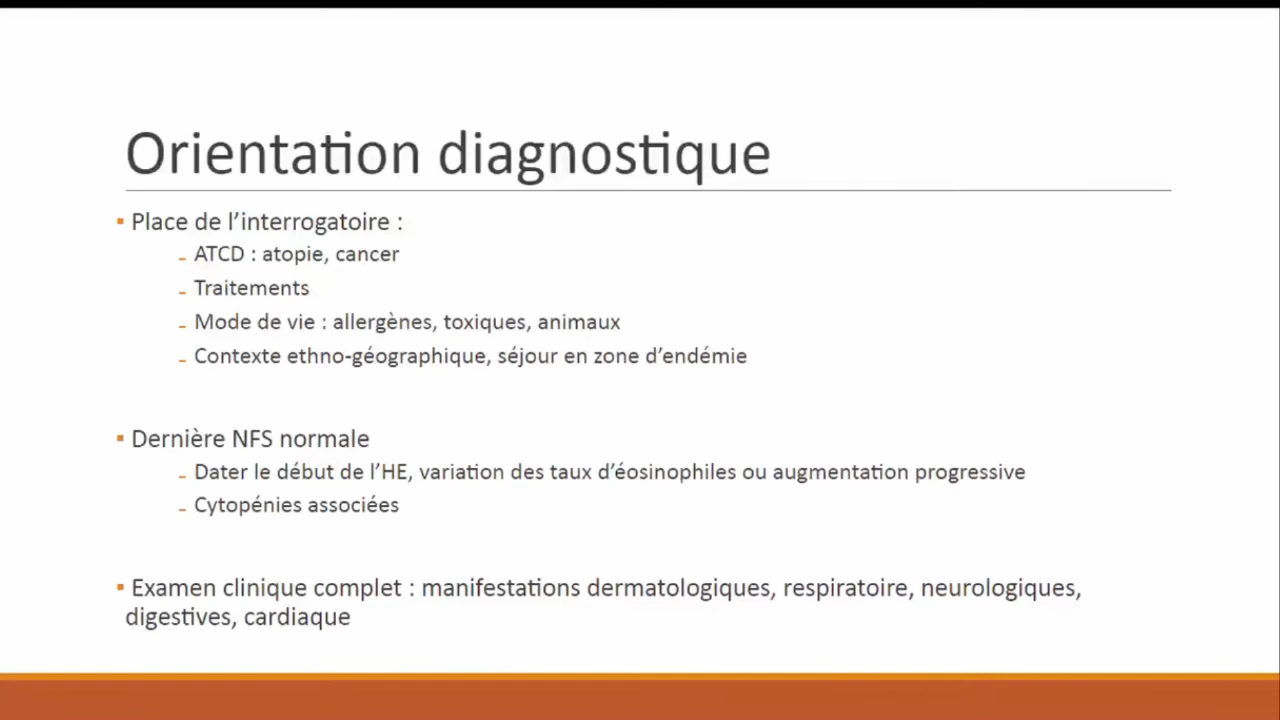 Orientation diagnostique
▪ Place de l’interrogatoire :
– ATCD : atopie, cancer
– Traitements
– Mode de vie : allergènes, toxiques, animaux
– Contexte ethno-géographique, séjour en zone d’endémie
▪ Dernière NFS normale
– Dater le début de l’HE, variation des taux d’éosinophiles ou augmentation progressive
– Cytopénies associées
▪ Examen clinique complet : manifestations dermatologiques, respiratoire, neurologiques,
digestives, cardiaque